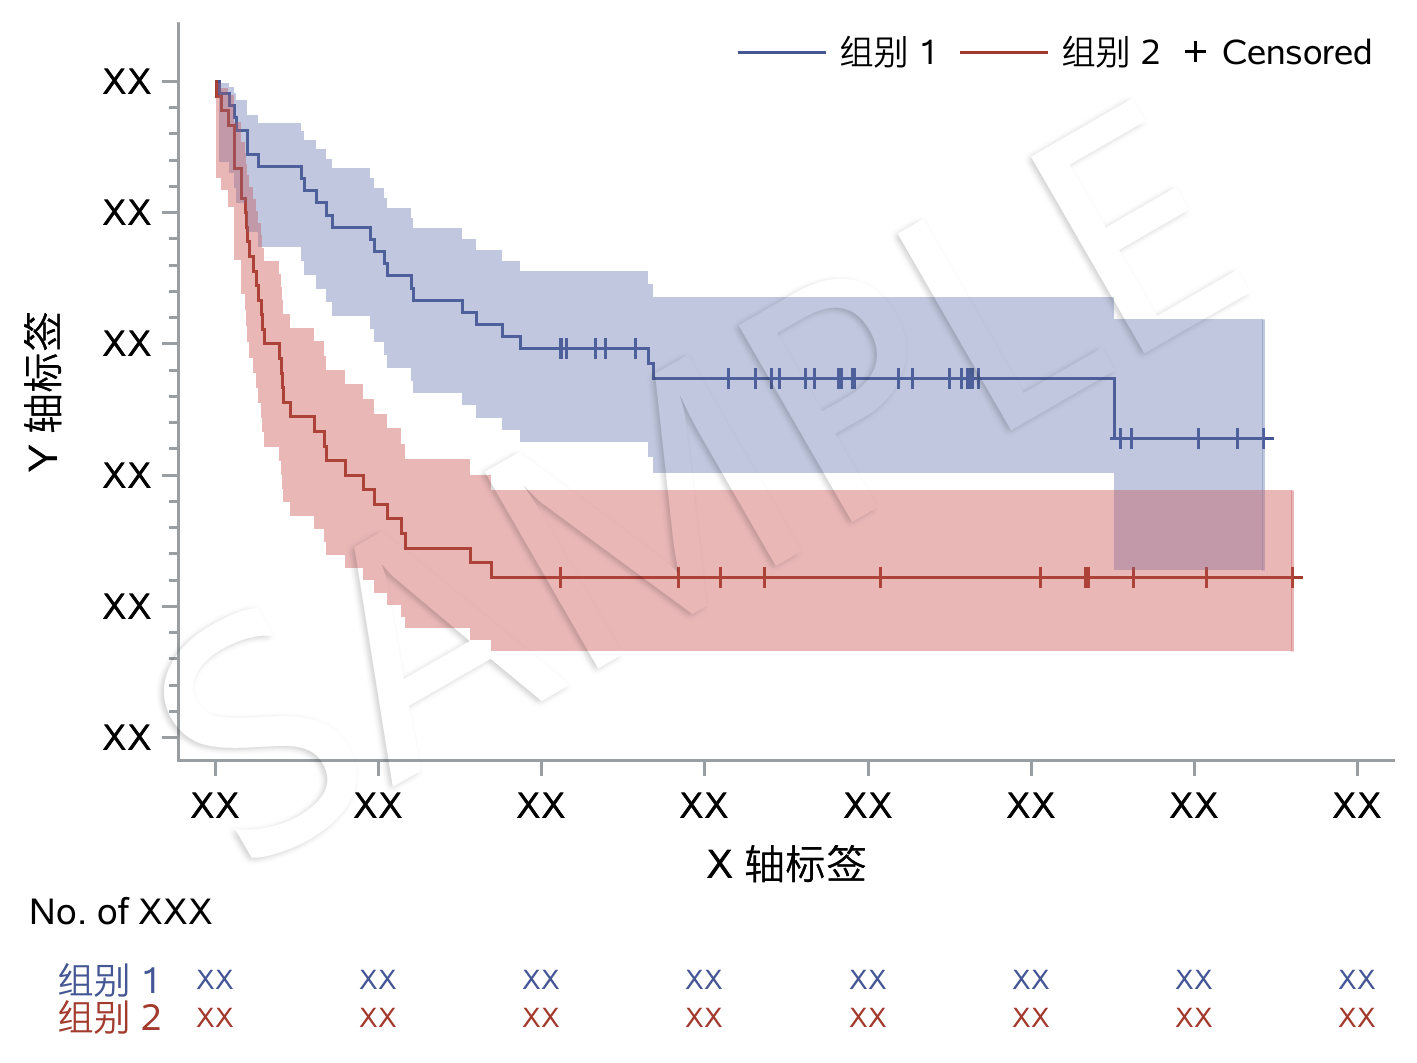 组别 1 组别 2 + Censored
XX
XX
XX
XX
XX
XX
Y 轴标签
SAMPLE
XX XX XX XX XX XX XX XX
X 轴标签
No. of XXX
组别 1 XX XX XX XX XX XX XX XX
组别 2 XX XX XX XX XX XX XX XX